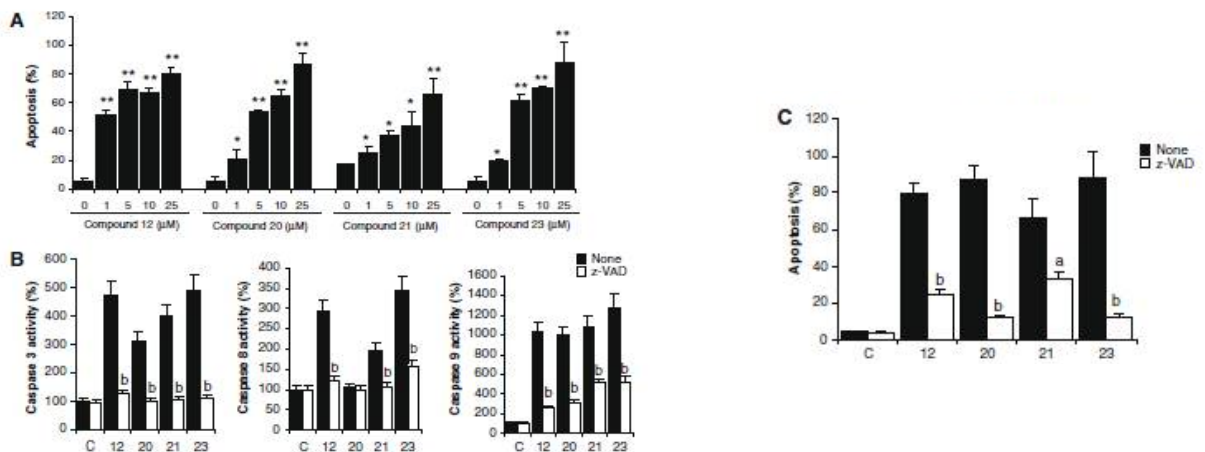 A
Apoptosis (%)
120
100
80
60
40
20
0
** ** ** **
* ** ** **
* * * **
* ** ** **
0 1 5 10 25 0 1 5 10 25 0 1 5 10 25 0 1 5 10 25
Compound 12 (μM) Compound 20 (μM) Compound 21 (μM) Compound 23 (μM)
B
Caspase 3 activity (%)
600
500
400
300
200
100
0
b b b b
C 12 20 21 23
Caspase 8 activity (%)
400
350
300
250
200
150
100
50
0
b b b
C 12 20 21 23
None
z-VAD
Caspase 9 activity (%)
1600
1400
1200
1000
800
600
400
200
0
b b b b
C 12 20 21 23
C
None
z-VAD
Apoptosis (%)
120
100
80
60
40
20
0
b b a b
C 12 20 21 23